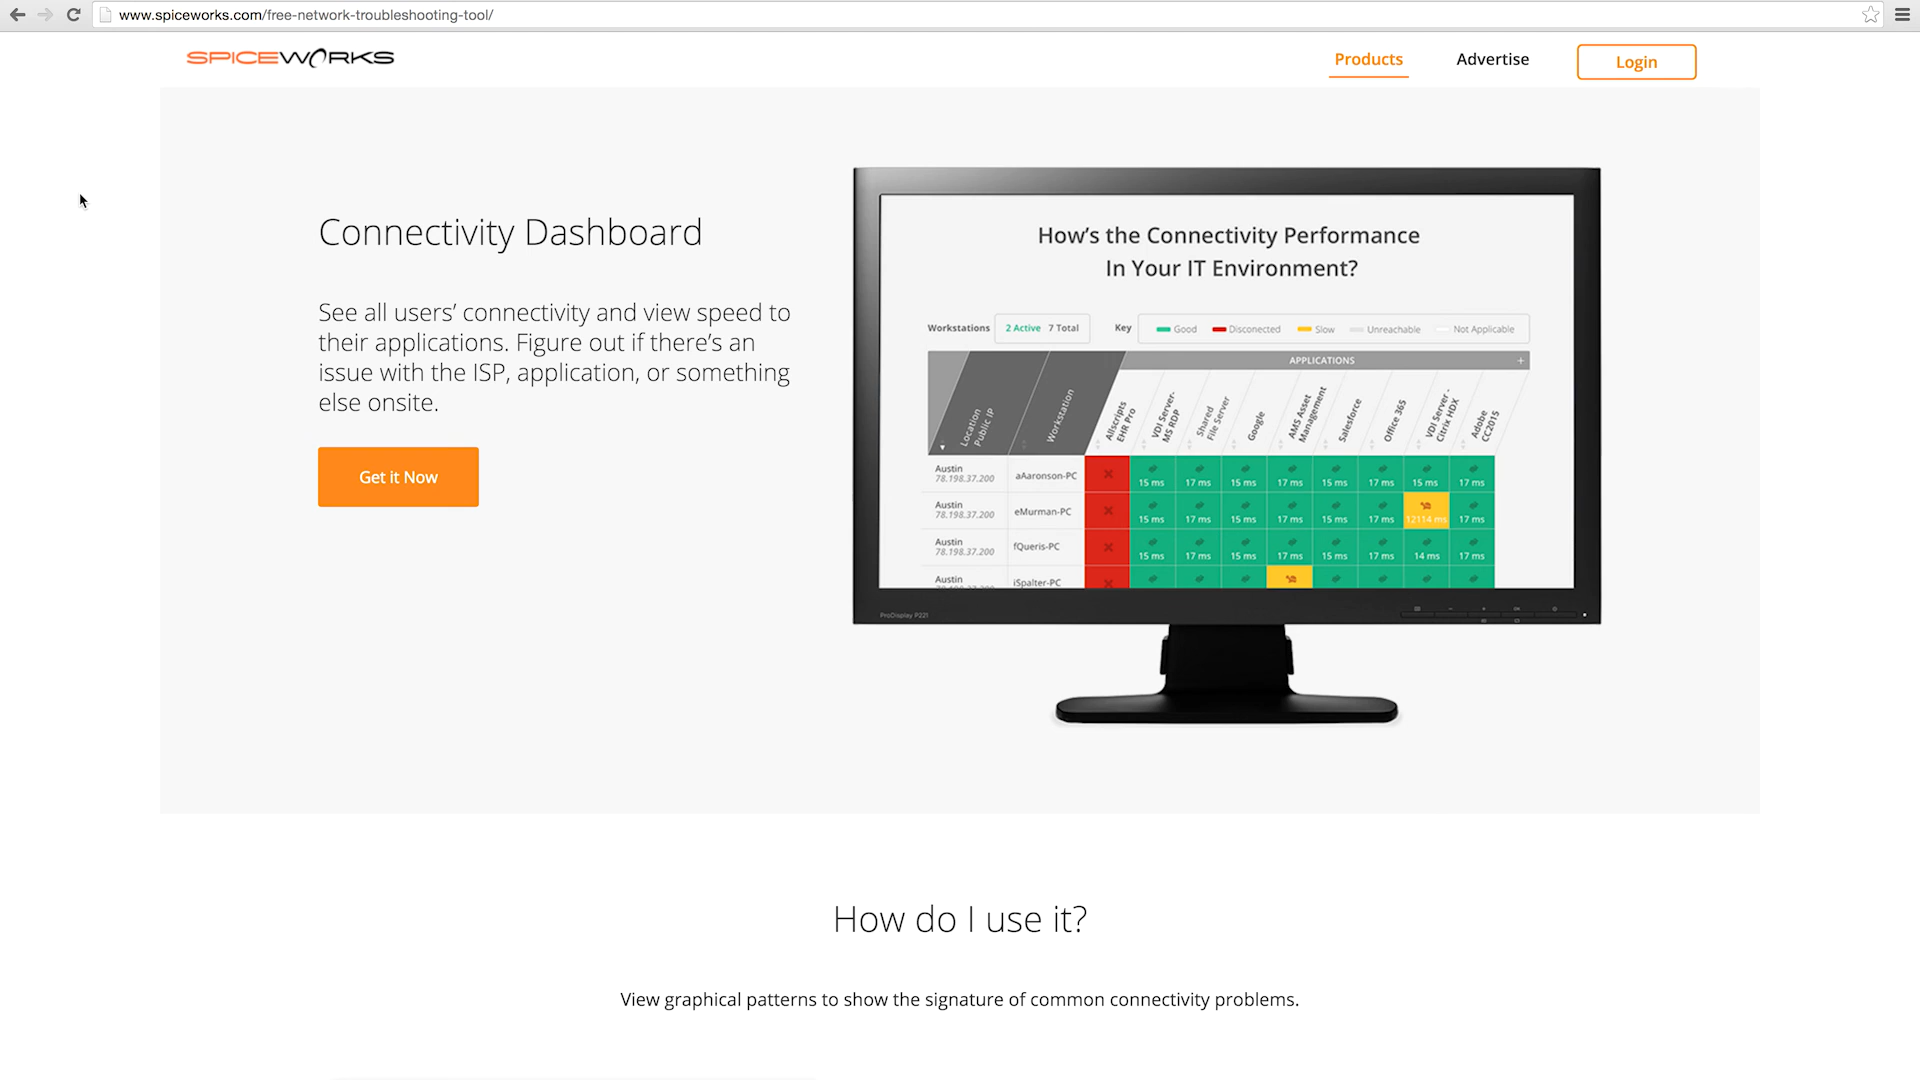 www.spiceworks.com/free-network-troubleshooting-tool/
SPICEWORKS
Products
Advertise
Login
Connectivity Dashboard
See all users’ connectivity and view speed to
their applications. Figure out if there’s an
issue with the ISP, application, or something
else onsite.
Get it Now
How’s the Connectivity Performance
In Your IT Environment?
Workstations 2 Active 7 Total Key Good Disconected Slow Unreachable Not Applicable
APPLICATIONS +
Location
Public IP
Workstation
Allscripts
EHR Pro
VDI Server-
MS RDP
Shared
File Server
Google
AMS Asset
Management
Salesforce
Office 365
VDI Server -
Citrix HDX
Adobe
CC2015
Austin
78.198.37.200
aAaronson-PC
15 ms 17 ms 15 ms 17 ms 15 ms 17 ms 15 ms 17 ms
Austin
78.198.37.200
eMurman-PC
15 ms 17 ms 15 ms 17 ms 15 ms 17 ms 12114 ms 17 ms
Austin
78.198.37.200
fQueris-PC
15 ms 17 ms 15 ms 17 ms 15 ms 17 ms 14 ms 17 ms
Austin
iSpalter-PC
ProDisplay P221
How do I use it?
View graphical patterns to show the signature of common connectivity problems.